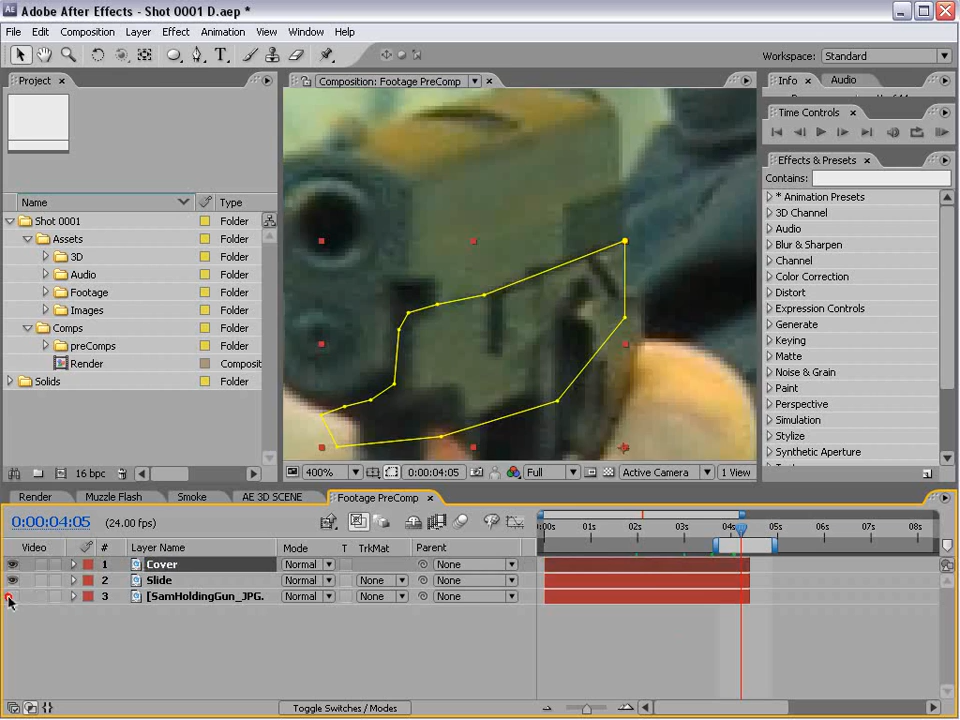 Adobe After Effects - Shot 0001 D.aep *
File Edit Composition Layer Effect Animation View Window Help
Workspace: Standard
Project
Composition: Footage PreComp
Info Audio
Time Controls
Effects & Presets
Contains:
Name Type
Shot 0001 Folder
Assets Folder
3D Folder
Audio Folder
Footage Folder
Images Folder
Comps Folder
preComps Folder
Render Composit
Solids Folder
* Animation Presets
3D Channel
Audio
Blur & Sharpen
Channel
Color Correction
Distort
Expression Controls
Generate
Keying
Matte
Noise & Grain
Paint
Perspective
Simulation
Stylize
Synthetic Aperture
Text
16 bpc
400% 0:00:04:05 Full Active Camera 1 View
Render Muzzle Flash Smoke AE 3D SCENE Footage PreComp
0:00:04:05 (24.00 fps)
:00s 01s 02s 03s 04s 05s 06s 07s 08s
Video # Layer Name Mode T TrkMat Parent
1 Cover Normal None
2 Slide Normal None None
3 [SamHoldingGun_JPG. Normal None None
Toggle Switches / Modes